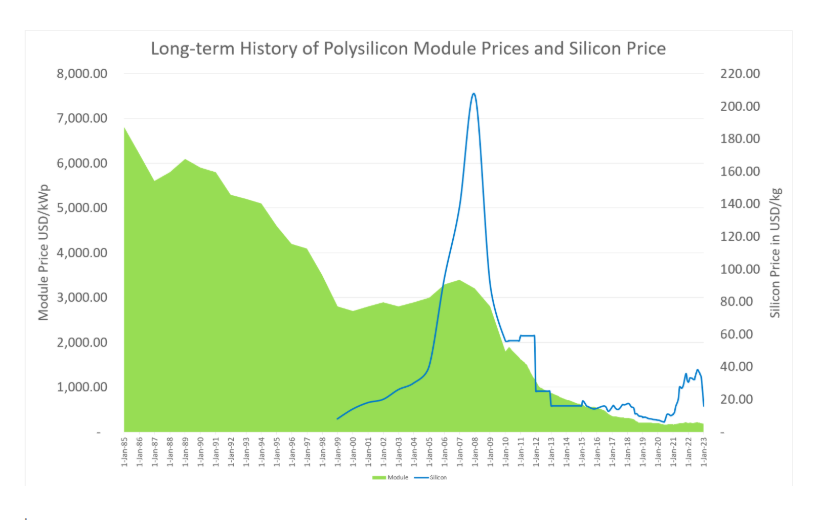 Long-term History of Polysilicon Module Prices and Silicon Price
Module Price USD/kWp
8,000.00
7,000.00
6,000.00
5,000.00
4,000.00
3,000.00
2,000.00
1,000.00
-
220.00
200.00
180.00
160.00
140.00
120.00
100.00
80.00
60.00
40.00
20.00
-
Silicon Price in USD/kg
1-Jan-85
1-Jan-86
1-Jan-87
1-Jan-88
1-Jan-89
1-Jan-90
1-Jan-91
1-Jan-92
1-Jan-93
1-Jan-94
1-Jan-95
1-Jan-96
1-Jan-97
1-Jan-98
1-Jan-99
1-Jan-00
1-Jan-01
1-Jan-02
1-Jan-03
1-Jan-04
1-Jan-05
1-Jan-06
1-Jan-07
1-Jan-08
1-Jan-09
1-Jan-10
1-Jan-11
1-Jan-12
1-Jan-13
1-Jan-14
1-Jan-15
1-Jan-16
1-Jan-17
1-Jan-18
1-Jan-19
1-Jan-20
1-Jan-21
1-Jan-22
1-Jan-23
Module
Silicon